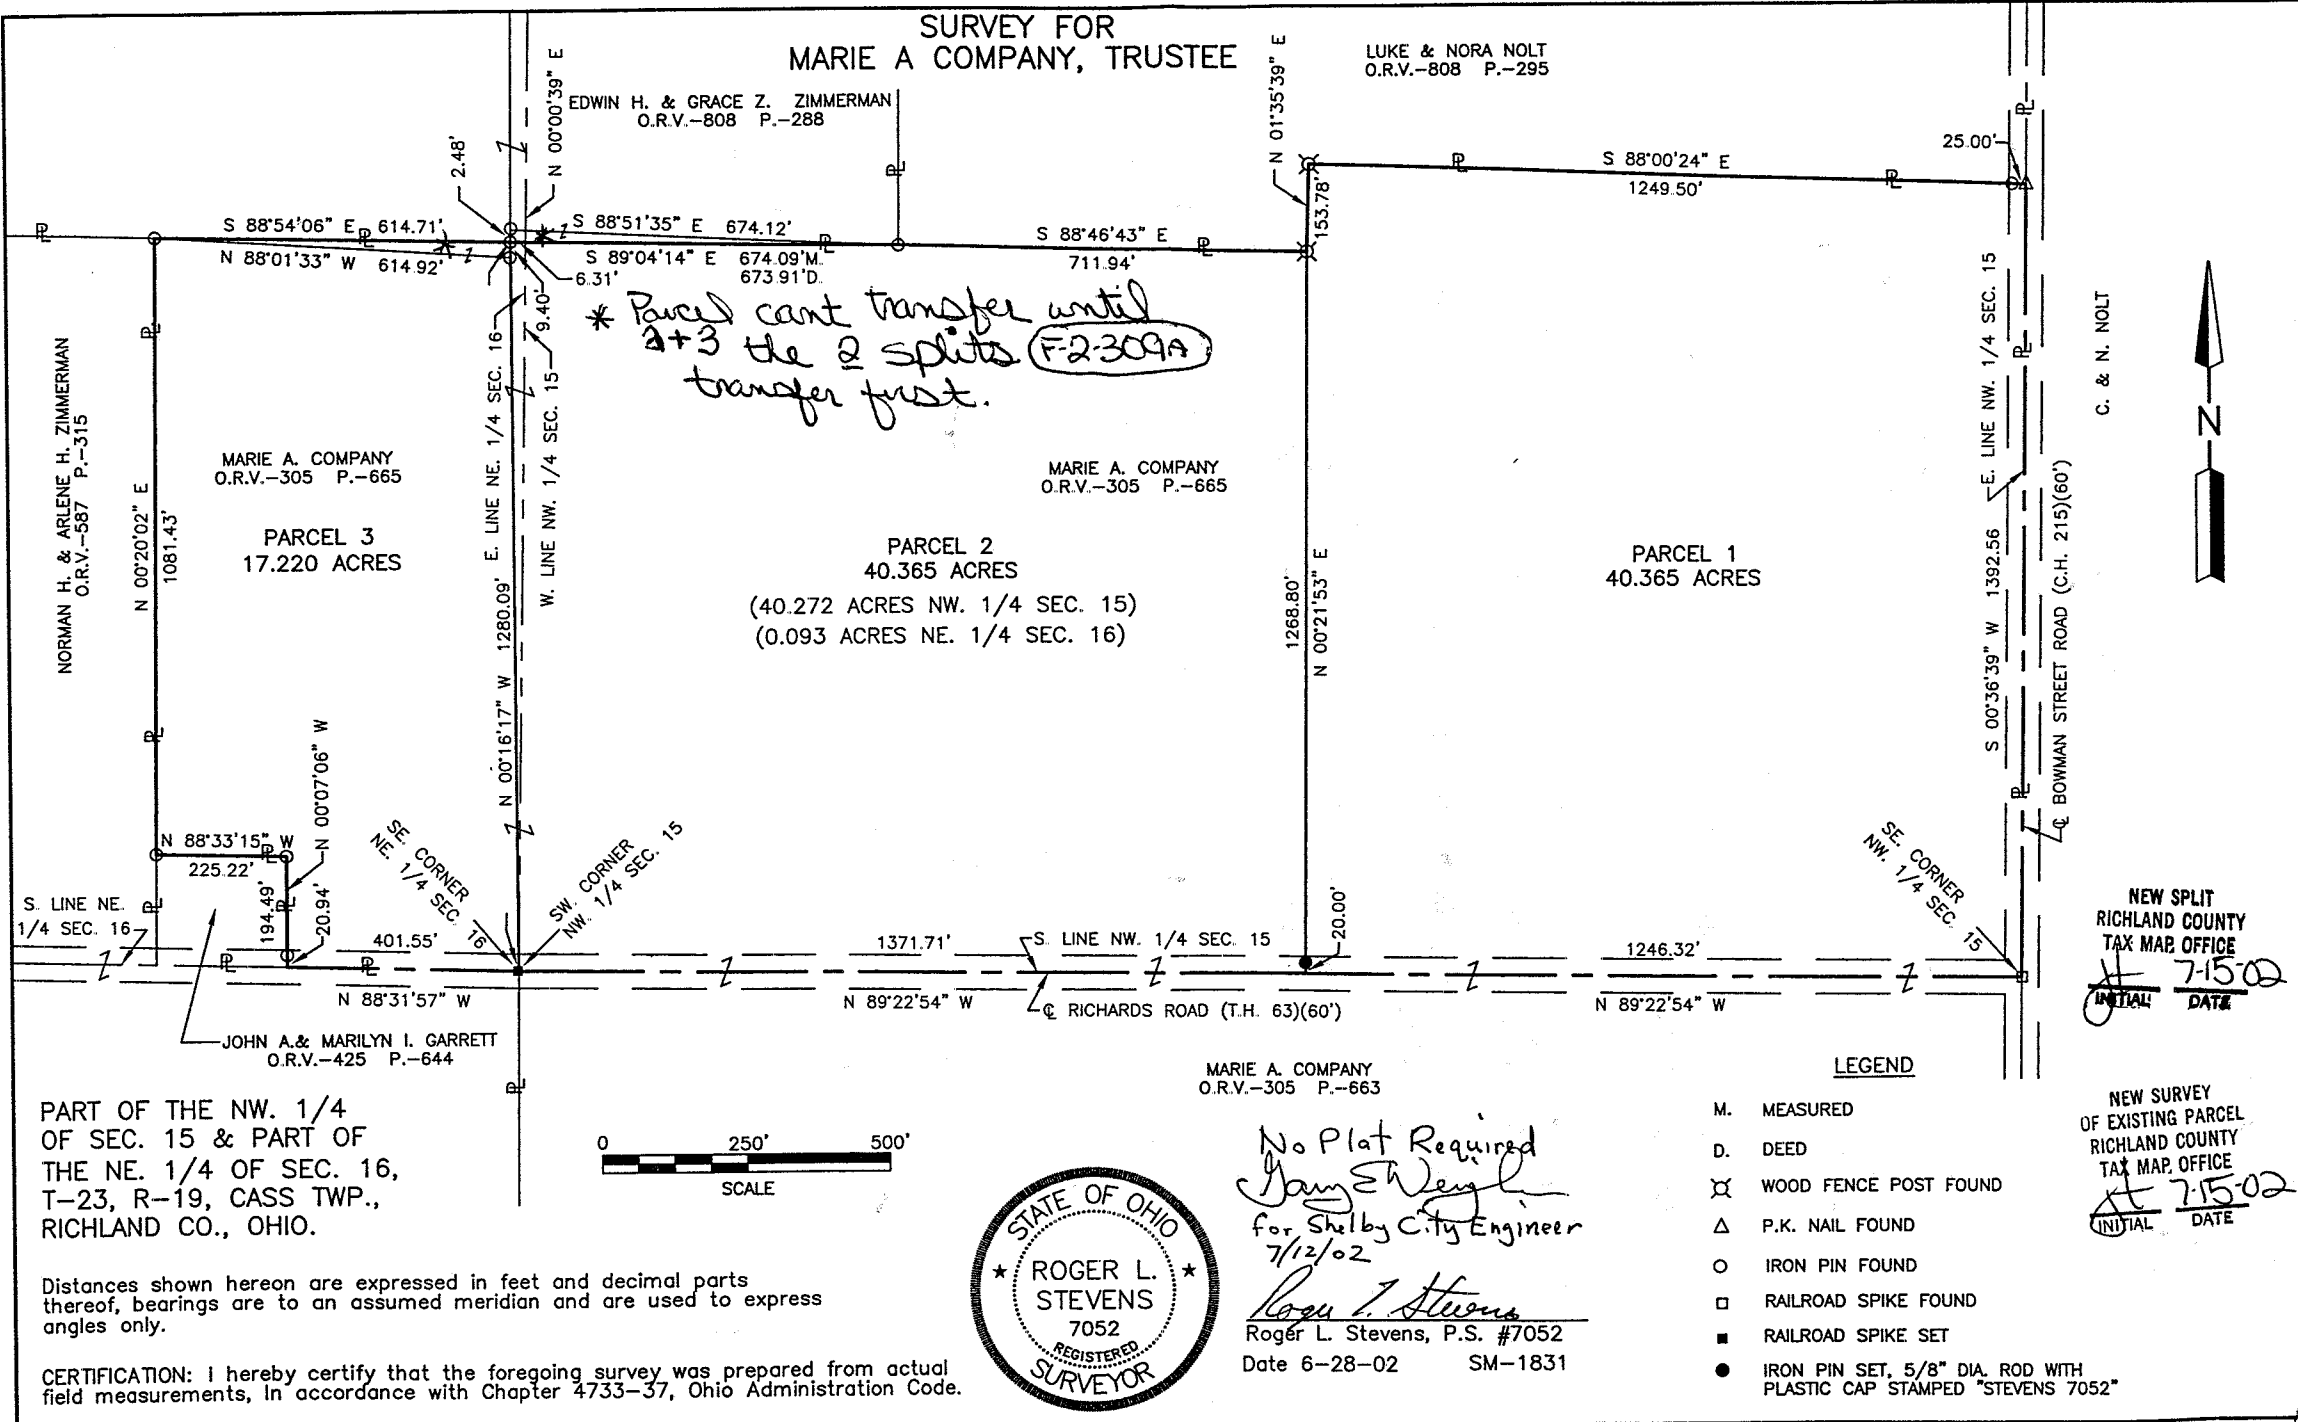 SURVEY FOR
MARIE A COMPANY, TRUSTEE
LUKE & NORA NOLT
O.R.V.-808 P.-295
EDWIN H. & GRACE Z. ZIMMERMAN
O.R.V.-808 P.-288
N 00°00'39" E
2.48'
N 01°35'39" E
153.78'
25.00'
S 88°00'24" E
1249.50'
S 88°54'06" E 614.71'
N 88°01'33" W 614.92'
S 88°51'35" E 674.12'
S 89°04'14" E 674.09'M.
673.91'D.
6.31'
9.40'
S 88°46'43" E
711.94'
* Parcel cant transfer until
2+3 the 2 splits F-2-309A
transfer first.
NORMAN H. & ARLENE H. ZIMMERMAN
O.R.V.-587 P.-315
N 00°20'02" E
1081.43'
MARIE A. COMPANY
O.R.V.-305 P.-665
PARCEL 3
17.220 ACRES
E. LINE NE. 1/4 SEC. 16
N 00°16'17" W 1280.09'
W. LINE NW. 1/4 SEC. 15
MARIE A. COMPANY
O.R.V.-305 P.-665
PARCEL 2
40.365 ACRES
(40.272 ACRES NW. 1/4 SEC. 15)
(0.093 ACRES NE. 1/4 SEC. 16)
1268.80'
N 00°21'53" E
PARCEL 1
40.365 ACRES
E. LINE NW. 1/4 SEC. 15
S 00°36'39" W 1392.56
C. & N. NOLT
℄ BOWMAN STREET ROAD (C.H. 215)(60')
N
N 88°33'15" W
225.22'
N 00°07'06" W
194.49'
20.94'
S. LINE NE.
1/4 SEC. 16
401.55'
N 88°31'57" W
SE. CORNER
NE. 1/4 SEC. 16
SW. CORNER
NW. 1/4 SEC. 15
1371.71'
S. LINE NW. 1/4 SEC. 15
20.00'
1246.32'
SE. CORNER
NW. 1/4 SEC. 15
N 89°22'54" W
℄ RICHARDS ROAD (T.H. 63)(60')
N 89°22'54" W
JOHN A.& MARILYN I. GARRETT
O.R.V.-425 P.-644
MARIE A. COMPANY
O.R.V.-305 P.-663
NEW SPLIT
RICHLAND COUNTY
TAX MAP OFFICE
7-15-02
INITIAL DATE
NEW SURVEY
OF EXISTING PARCEL
RICHLAND COUNTY
TAX MAP OFFICE
7-15-02
INITIAL DATE
PART OF THE NW. 1/4
OF SEC. 15 & PART OF
THE NE. 1/4 OF SEC. 16,
T-23, R-19, CASS TWP.,
RICHLAND CO., OHIO.
0 250' 500'
SCALE
Distances shown hereon are expressed in feet and decimal parts
thereof, bearings are to an assumed meridian and are used to express
angles only.
CERTIFICATION: I hereby certify that the foregoing survey was prepared from actual
field measurements, In accordance with Chapter 4733-37, Ohio Administration Code.
STATE OF OHIO
ROGER L.
STEVENS
7052
REGISTERED
SURVEYOR
No Plat Required
for Shelby City Engineer
7/12/02
Roger L. Stevens
Roger L. Stevens, P.S. #7052
Date 6-28-02 SM-1831
LEGEND
M. MEASURED
D. DEED
WOOD FENCE POST FOUND
P.K. NAIL FOUND
IRON PIN FOUND
RAILROAD SPIKE FOUND
RAILROAD SPIKE SET
IRON PIN SET, 5/8" DIA. ROD WITH
PLASTIC CAP STAMPED "STEVENS 7052"